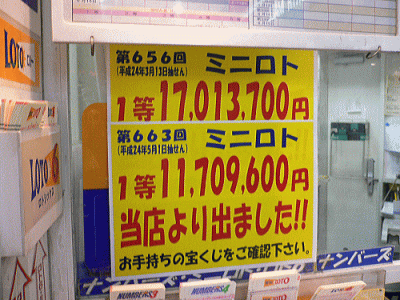 第656回 ミニロト
(平成24年3月13日抽せん)
1等17,013,700円
第663回 ミニロト
(平成24年5月1日抽せん)
1等11,709,600円
当店より出ました!!
お手持ちの宝くじをご確認下さい。
ナンバーズ
LOTO
LOTO 6
NUMBERS3
NUMBERS4